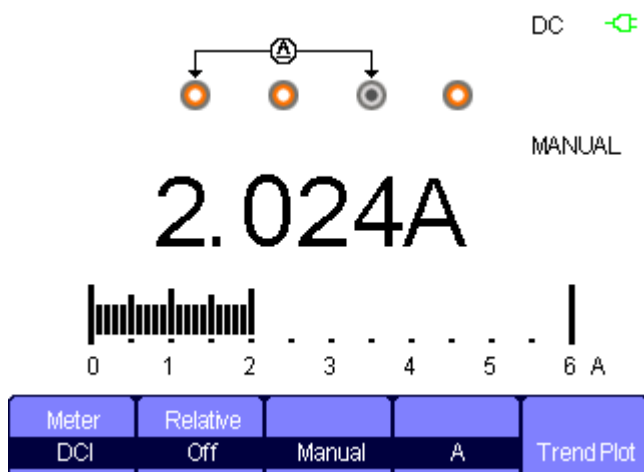 DC
A
MANUAL
2.024A
0 1 2 3 4 5 6 A
Meter Relative
DCI Off Manual A Trend Plot